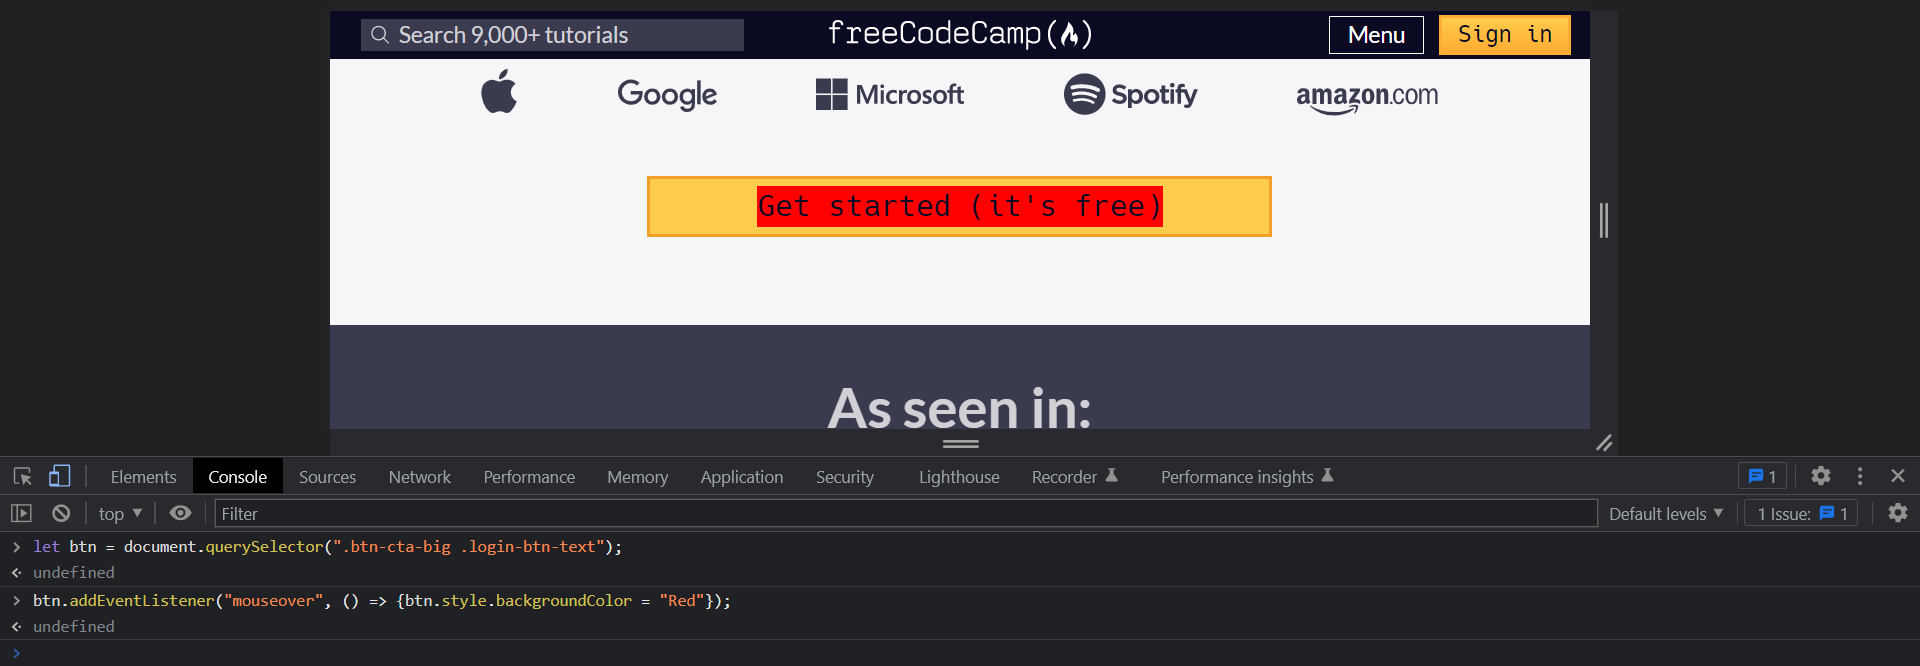 Search 9,000+ tutorials freeCodeCamp( ) Menu Sign in
Google Microsoft Spotify amazon.com
Get started (it's free)
As seen in:
Elements Console Sources Network Performance Memory Application Security Lighthouse Recorder Performance insights 1
top Filter Default levels 1 Issue: 1
let btn = document.querySelector(".btn-cta-big .login-btn-text");
undefined
btn.addEventListener("mouseover", () => {btn.style.backgroundColor = "Red"});
undefined